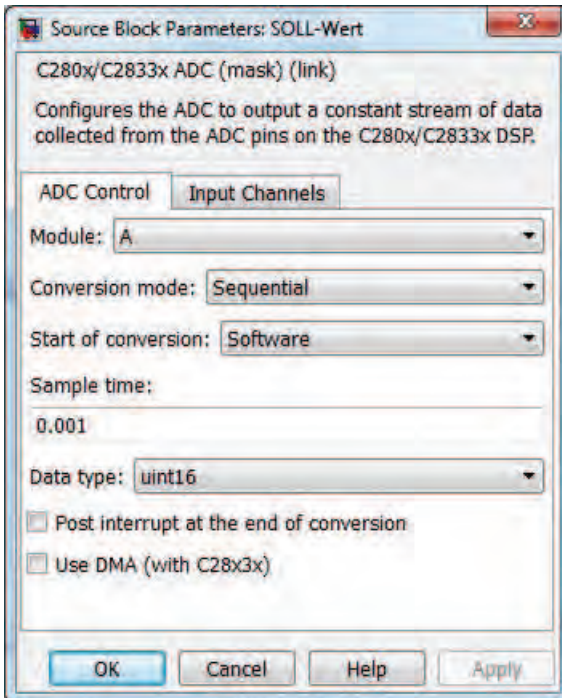 Source Block Parameters: SOLL-Wert
C280x/C2833x ADC (mask) (link)
Configures the ADC to output a constant stream of data
collected from the ADC pins on the C280x/C2833x DSP.
ADC Control
Input Channels
Module: A
Conversion mode: Sequential
Start of conversion: Software
Sample time:
0.001
Data type: uint16
Post interrupt at the end of conversion
Use DMA (with C28x3x)
OK
Cancel
Help
Apply